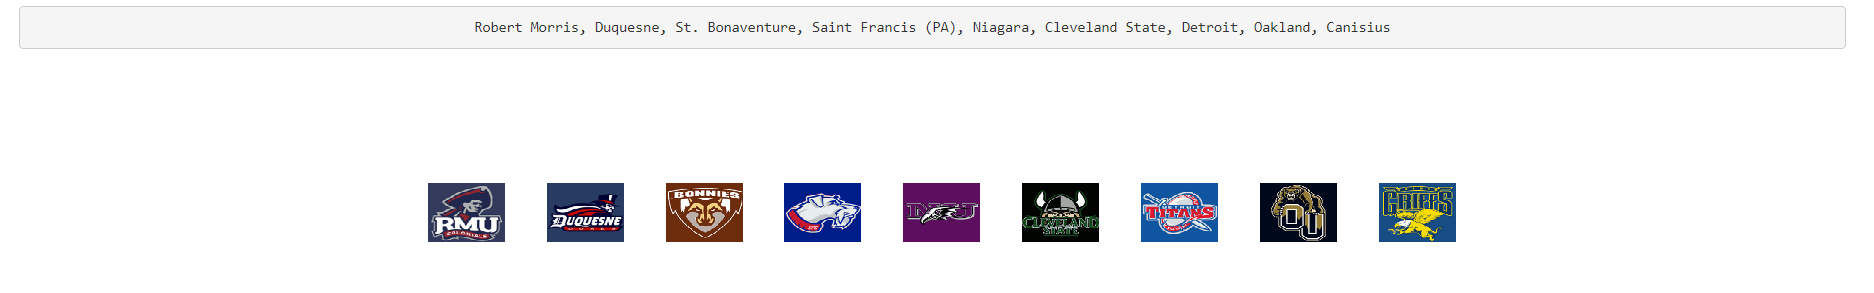 Robert Morris, Duquesne, St. Bonaventure, Saint Francis (PA), Niagara, Cleveland State, Detroit, Oakland, Canisius
RMU
COLONIALS
DUQUESNE
DUKES
BONNIES
NU
CLEVELAND
STATE
DETROIT
TITANS
OU
GRIFFS